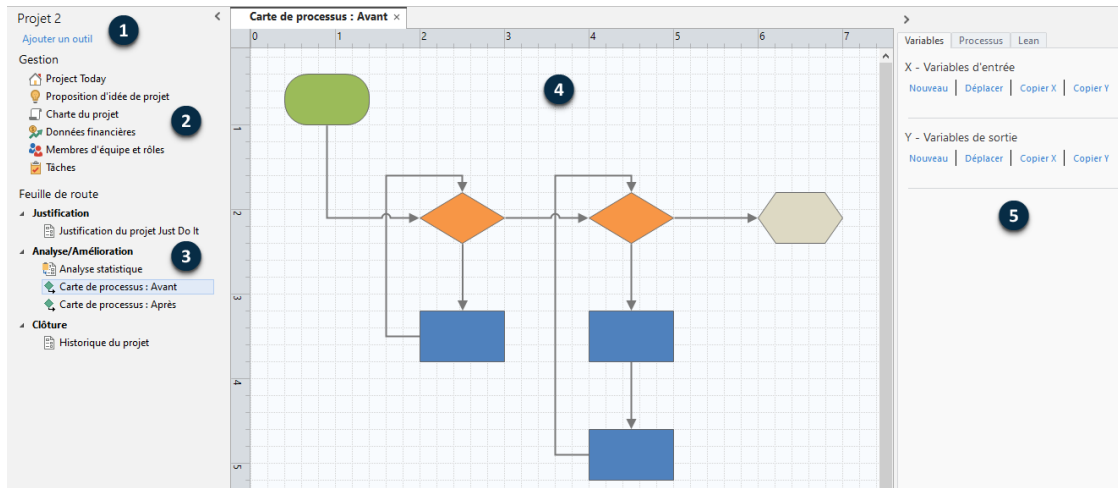 Projet 2
Ajouter un outil
1
Gestion
Project Today
Proposition d'idée de projet
Charte du projet
2
Données financières
Membres d'équipe et rôles
Tâches
Feuille de route
Justification
Justification du projet Just Do It
Analyse/Amélioration
3
Analyse statistique
Carte de processus : Avant
Carte de processus : Après
Clôture
Historique du projet
Carte de processus : Avant ×
0 1 2 3 4 5 6 7
1
2
3
4
5
4
Variables Processus Lean
X - Variables d'entrée
Nouveau Déplacer Copier X Copier Y
Y - Variables de sortie
Nouveau Déplacer Copier X Copier Y
5